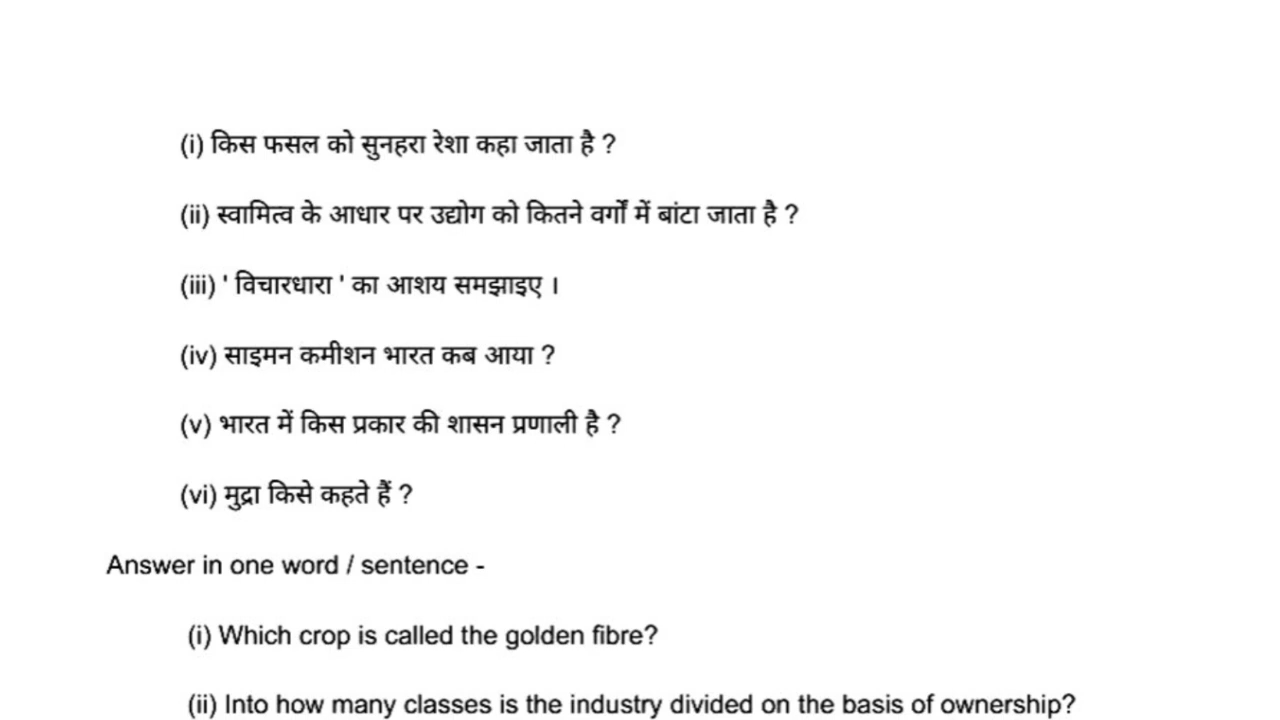 (i) किस फसल को सुनहरा रेशा कहा जाता है ?
(ii) स्वामित्व के आधार पर उद्योग को कितने वर्गों में बांटा जाता है ?
(iii) ' विचारधारा ' का आशय समझाइए ।
(iv) साइमन कमीशन भारत कब आया ?
(v) भारत में किस प्रकार की शासन प्रणाली है ?
(vi) मुद्रा किसे कहते हैं ?
Answer in one word / sentence -
(i) Which crop is called the golden fibre?
(ii) Into how many classes is the industry divided on the basis of ownership?